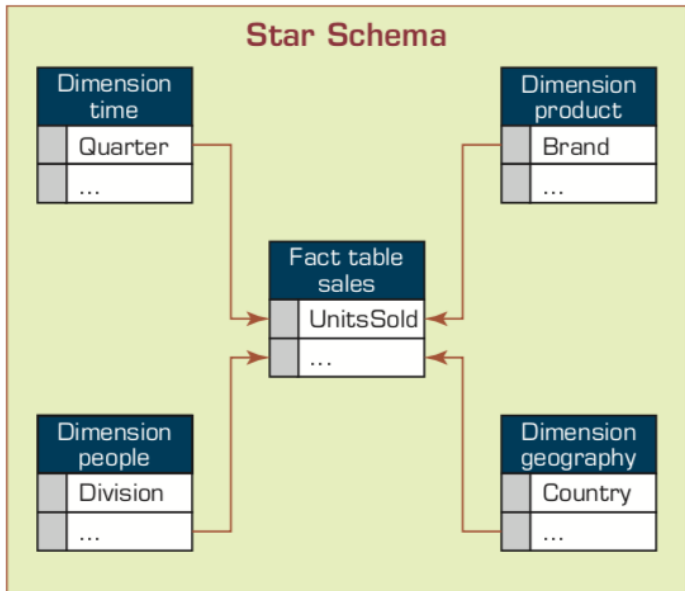 Star Schema
Dimension
time
Quarter
...
Dimension
product
Brand
...
Fact table
sales
UnitsSold
...
Dimension
people
Division
...
Dimension
geography
Country
...